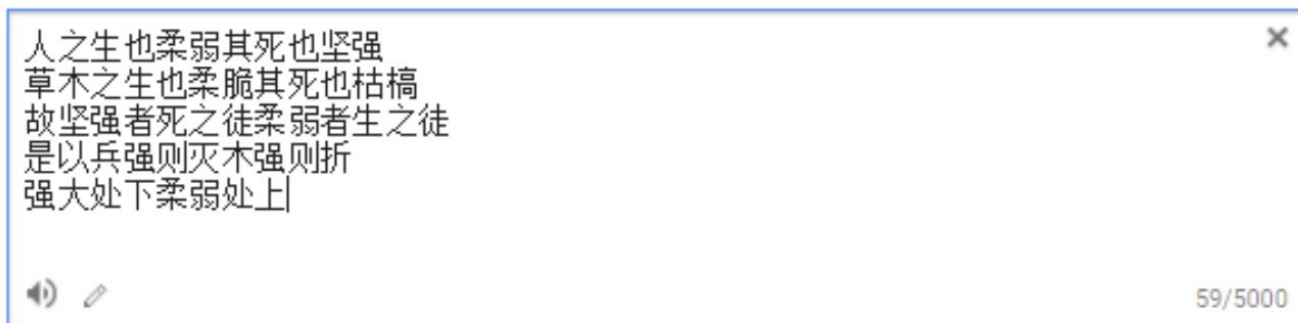 人之生也柔弱其死也坚强
草木之生也柔脆其死也枯槁
故坚强者死之徒柔弱者生之徒
是以兵强则灭木强则折
强大处下柔弱处上
59/5000